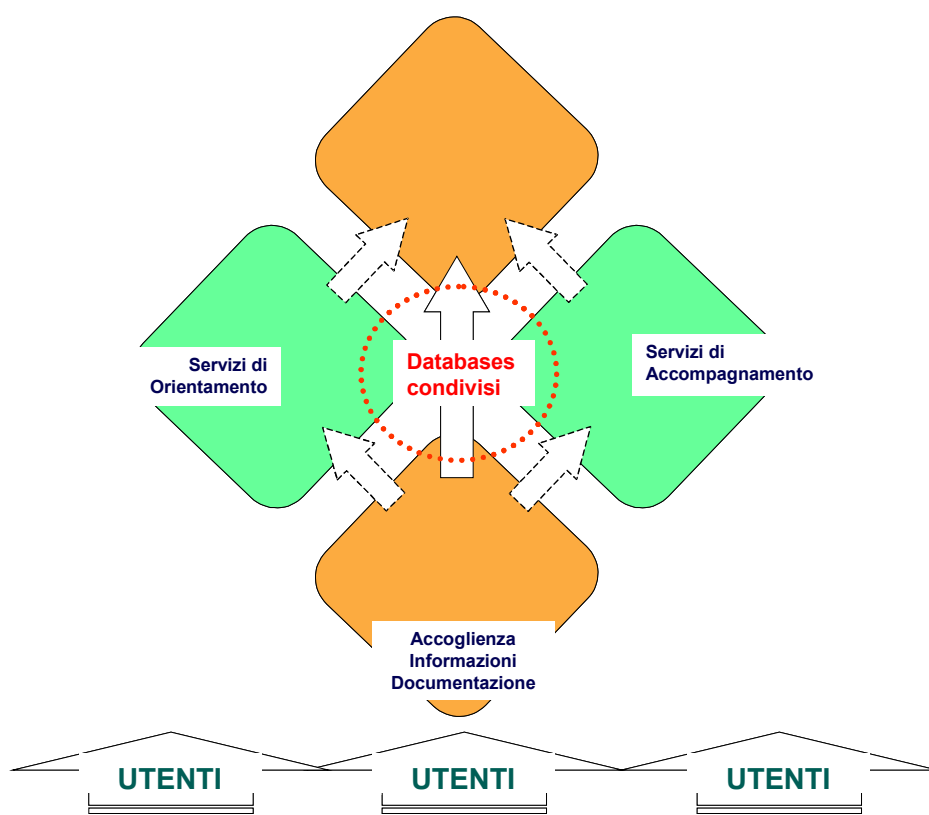 Servizi di
Orientamento
Databases
condivisi
Servizi di
Accompagnamento
Accoglienza
Informazioni
Documentazione
UTENTI
UTENTI
UTENTI